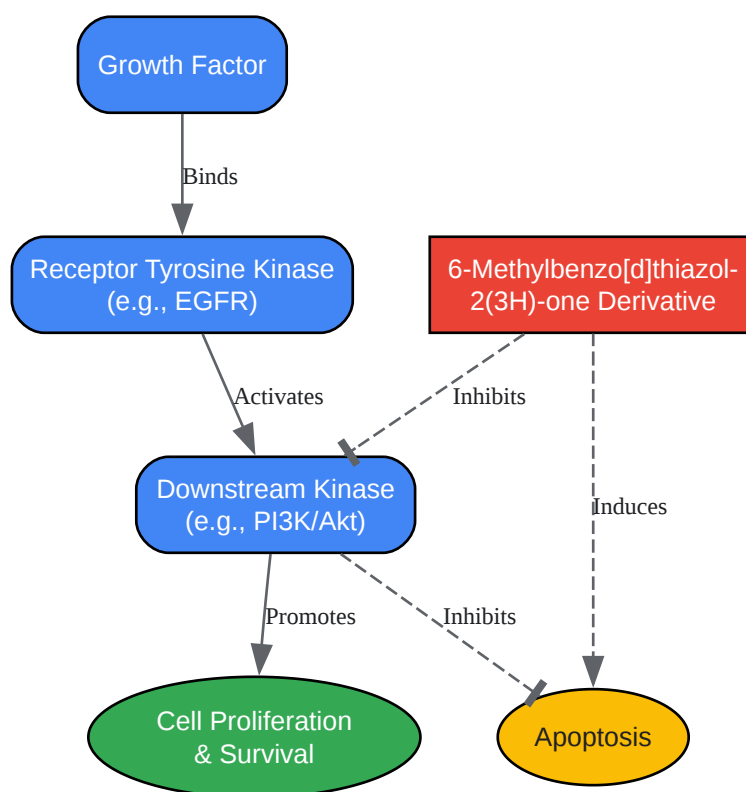 Growth Factor
Binds
Receptor Tyrosine Kinase
(e.g., EGFR)
6-Methylbenzo[d]thiazol-
2(3H)-one Derivative
Activates
Inhibits
Downstream Kinase
(e.g., PI3K/Akt)
Induces
Promotes
Inhibits
Cell Proliferation
& Survival
Apoptosis